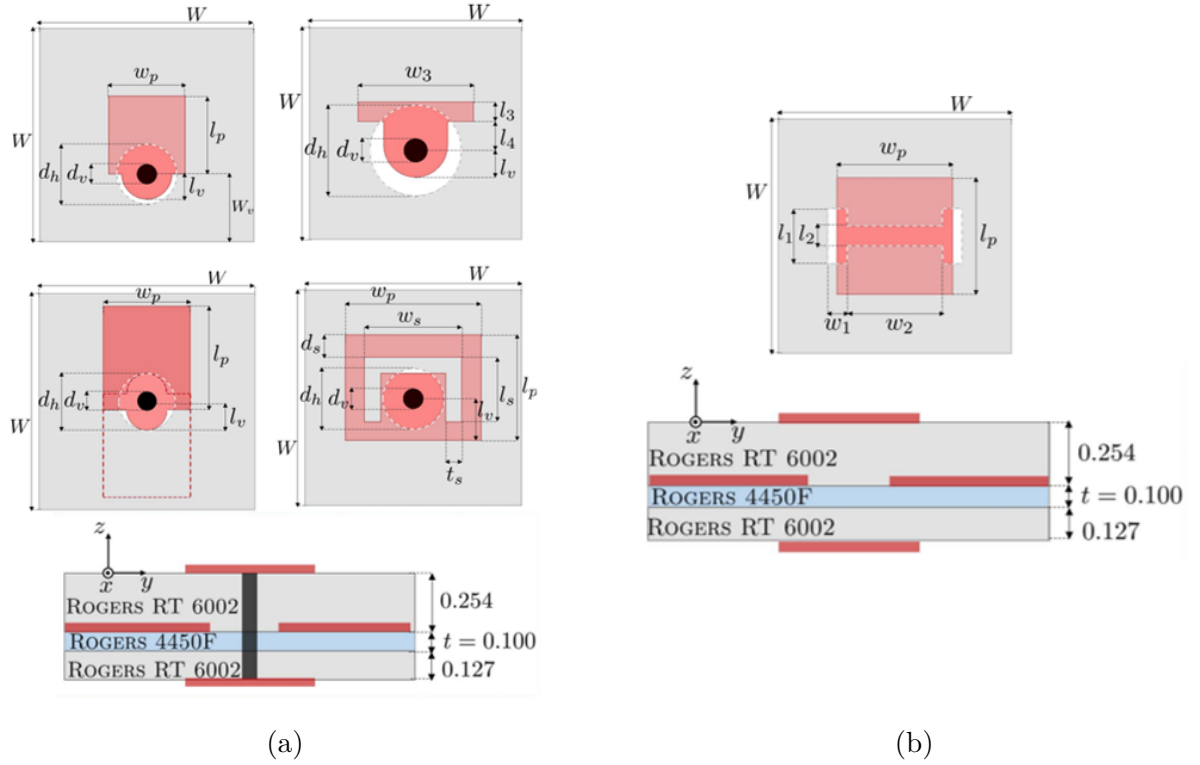 W
W
w_p
l_p
d_h
d_v
l_v
W_v
W
W
w_3
l_3
l_4
d_h
d_v
l_v
W
W
w_p
l_p
d_h
d_v
l_v
W
W
w_p
w_s
d_s
d_h
d_v
l_v
l_s
l_p
t_s
z
x
y
ROGERS RT 6002
ROGERS 4450F
ROGERS RT 6002
0.254
t = 0.100
0.127
(a)
W
W
w_p
l_1
l_2
l_p
w_1
w_2
z
x
y
ROGERS RT 6002
ROGERS 4450F
ROGERS RT 6002
0.254
t = 0.100
0.127
(b)